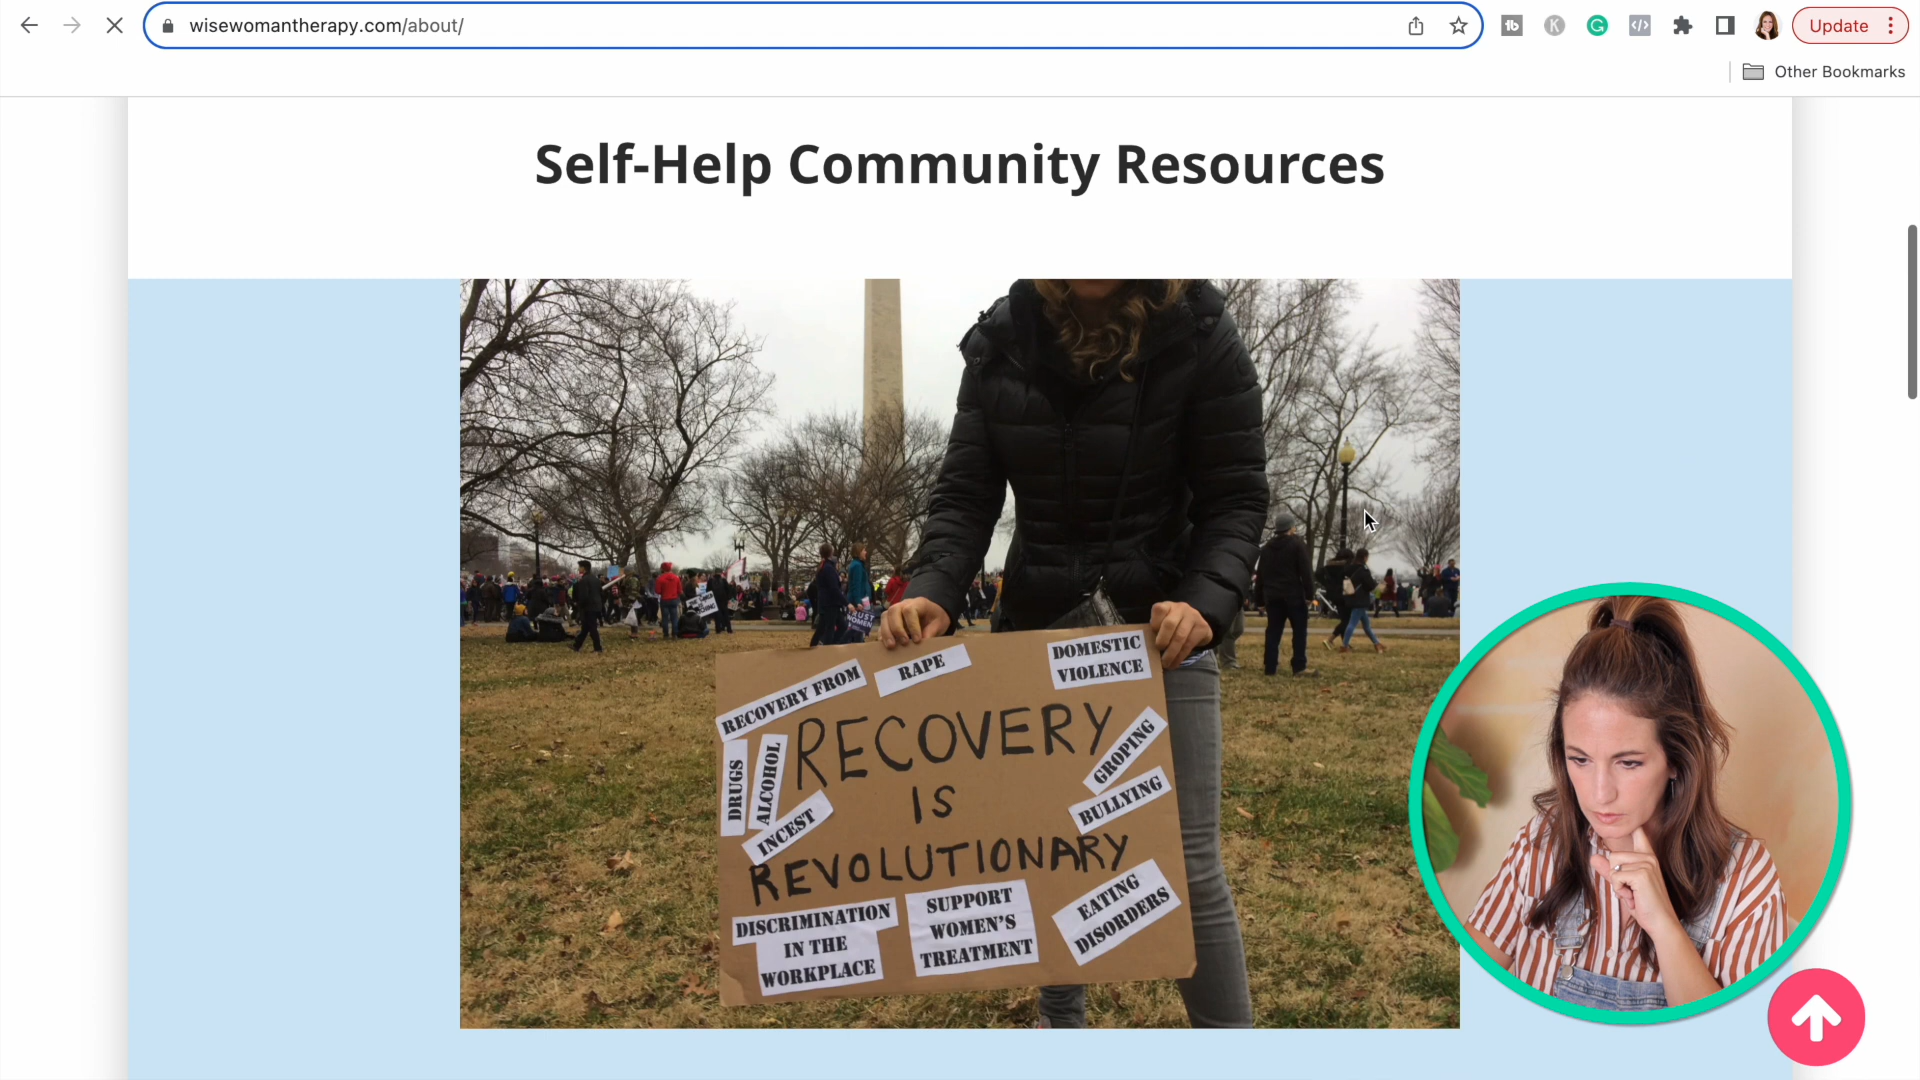 wisewomantherapy.com/about/
Update
Other Bookmarks
Self-Help Community Resources
RECOVERY FROM
RAPE
DOMESTIC
VIOLENCE
DRUGS
ALCOHOL
INCEST
RECOVERY
IS
REVOLUTIONARY
GROPING
BULLYING
DISCRIMINATION
IN THE
WORKPLACE
SUPPORT
WOMEN'S
TREATMENT
EATING
DISORDERS